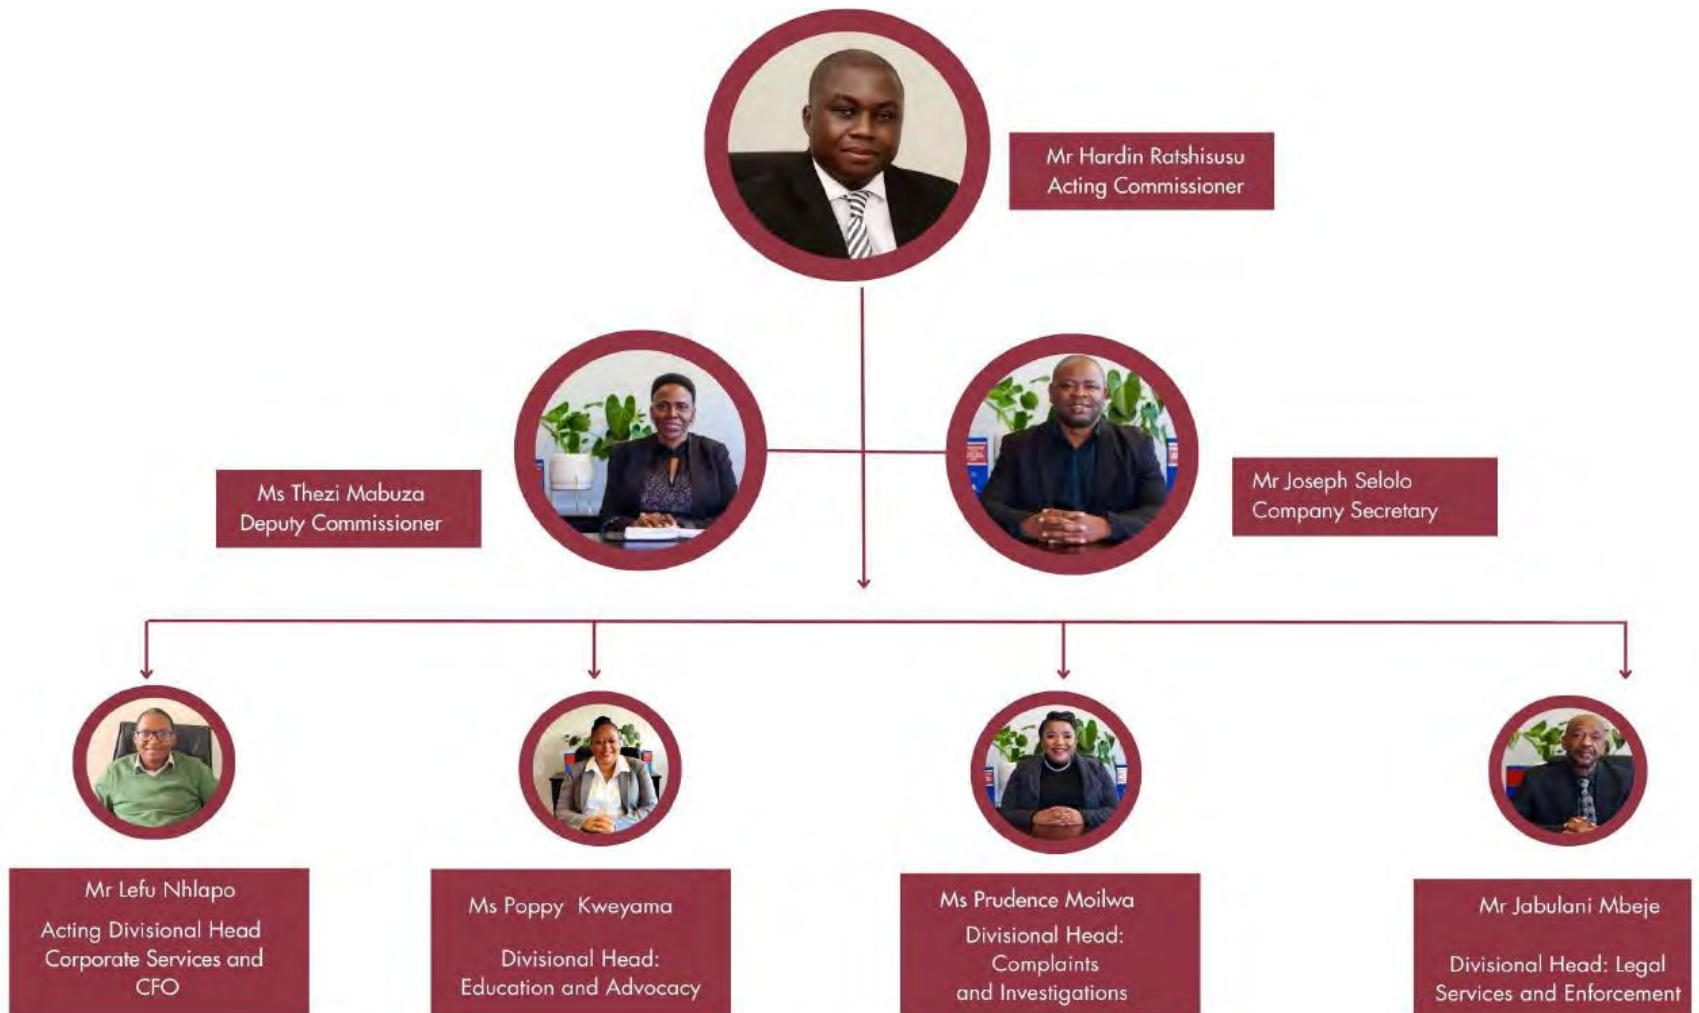 Mr Hardin Ratshisusu
Acting Commissioner
Ms Thezi Mabuza
Deputy Commissioner
Mr Joseph Selolo
Company Secretary
Mr Lefu Nhlapo
Acting Divisional Head
Corporate Services and
CFO
Ms Poppy Kweyama
Divisional Head:
Education and Advocacy
Ms Prudence Moilwa
Divisional Head:
Complaints
and Investigations
Mr Jabulani Mbeje
Divisional Head: Legal
Services and Enforcement